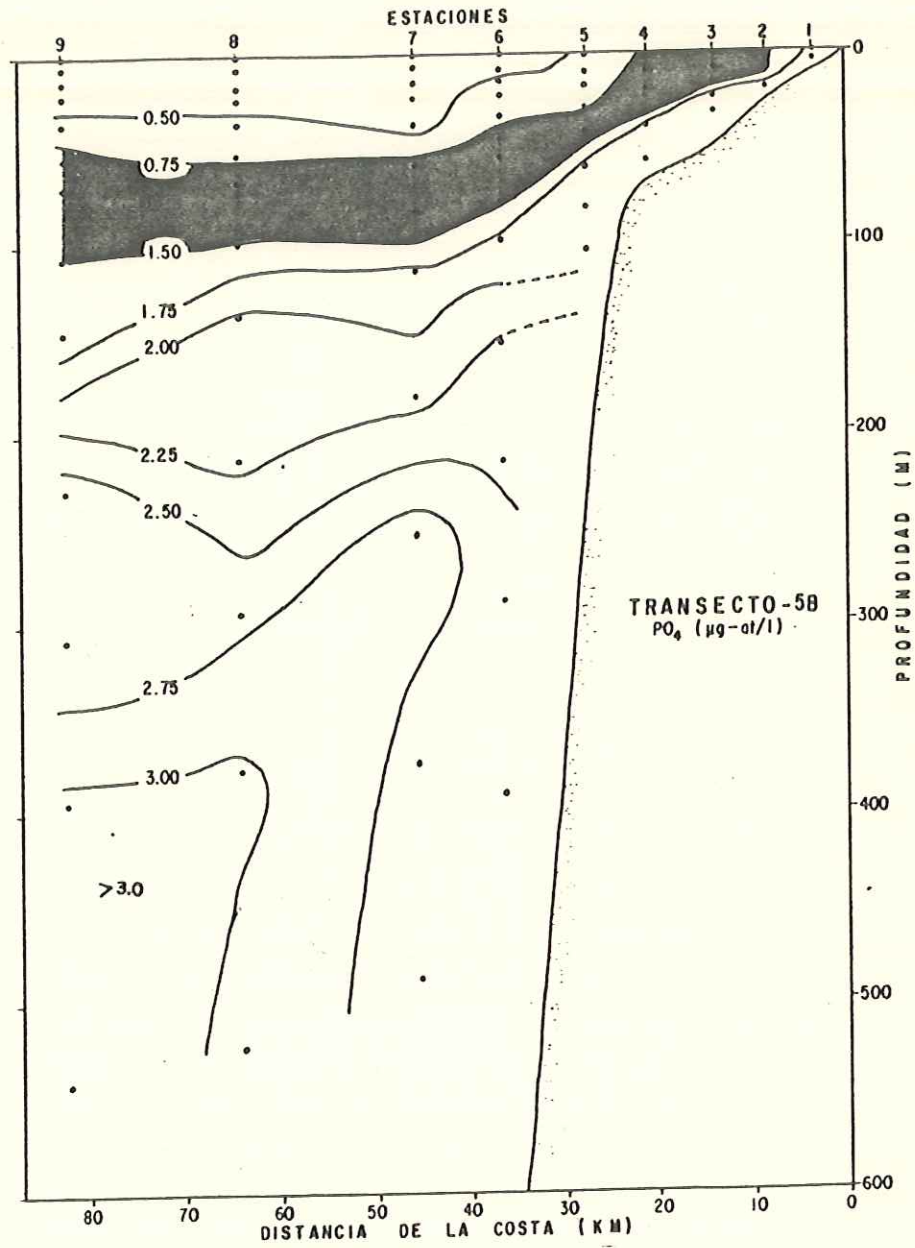 ESTACIONES
9 8 7 6 5 4 3 2 1
0
0.50
0.75
100
1.50
1.75
2.00
200
2.25
2.50
TRANSECTO-5B
300
PO₄ (µg-at/l)
2.75
3.00
400
>3.0
500
600
PROFUNDIDAD (M)
80 70 60 50 40 30 20 10 0
DISTANCIA DE LA COSTA (KM)